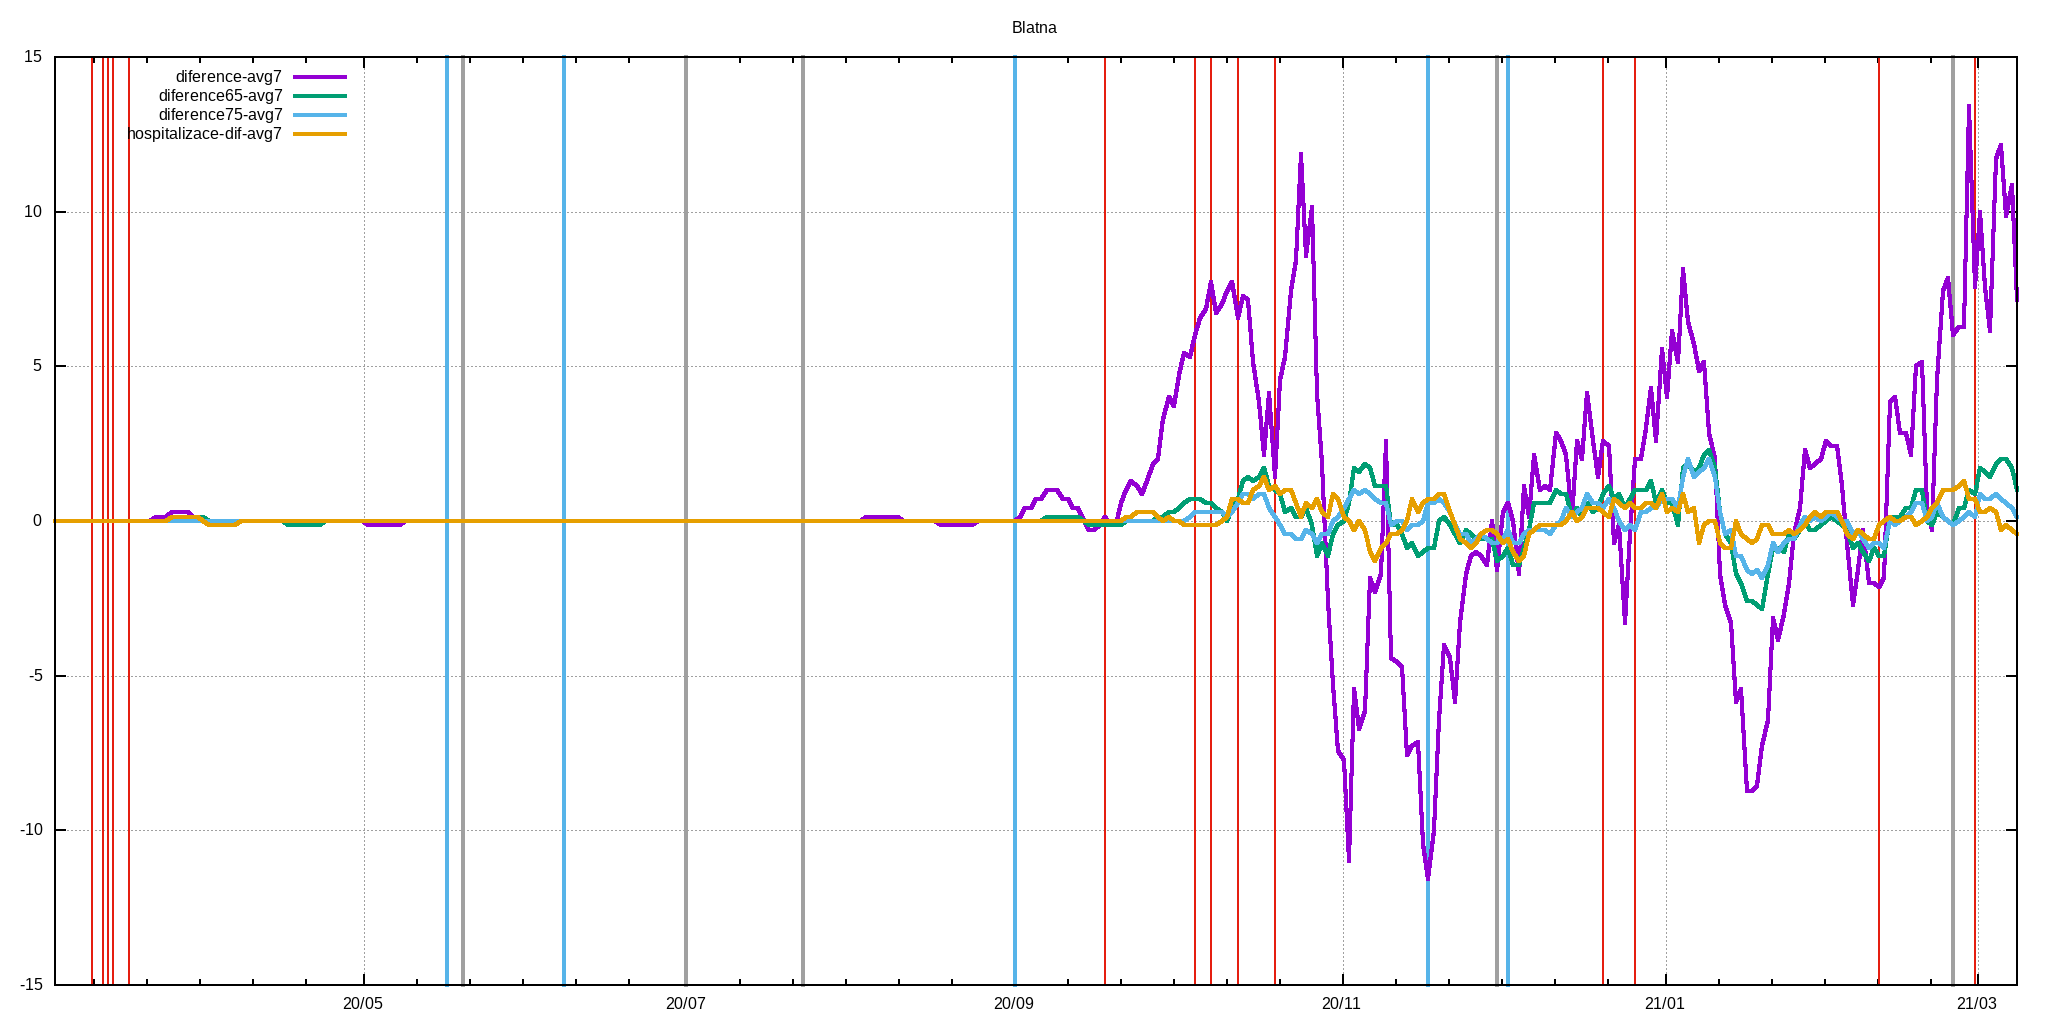 Blatna
15
diference-avg7
diference65-avg7
diference75-avg7
hospitalizace-dif-avg7
10
5
0
-5
-10
-15
20/05 20/07 20/09 20/11 21/01 21/03